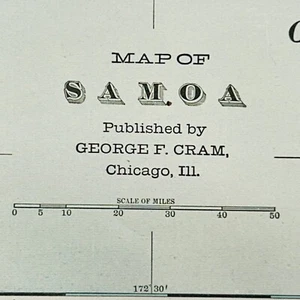 MAP OF
SAMOA
Published by
GEORGE F. CRAM,
Chicago, Ill.
SCALE OF MILES
0 5 10 20 30 40 50
172°30'